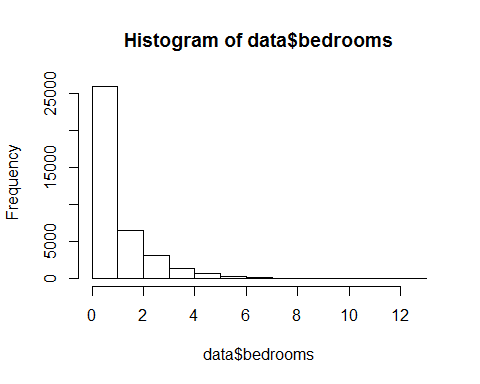 Histogram of data$bedrooms
Frequency
25000
15000
5000
0
0 2 4 6 8 10 12
data$bedrooms